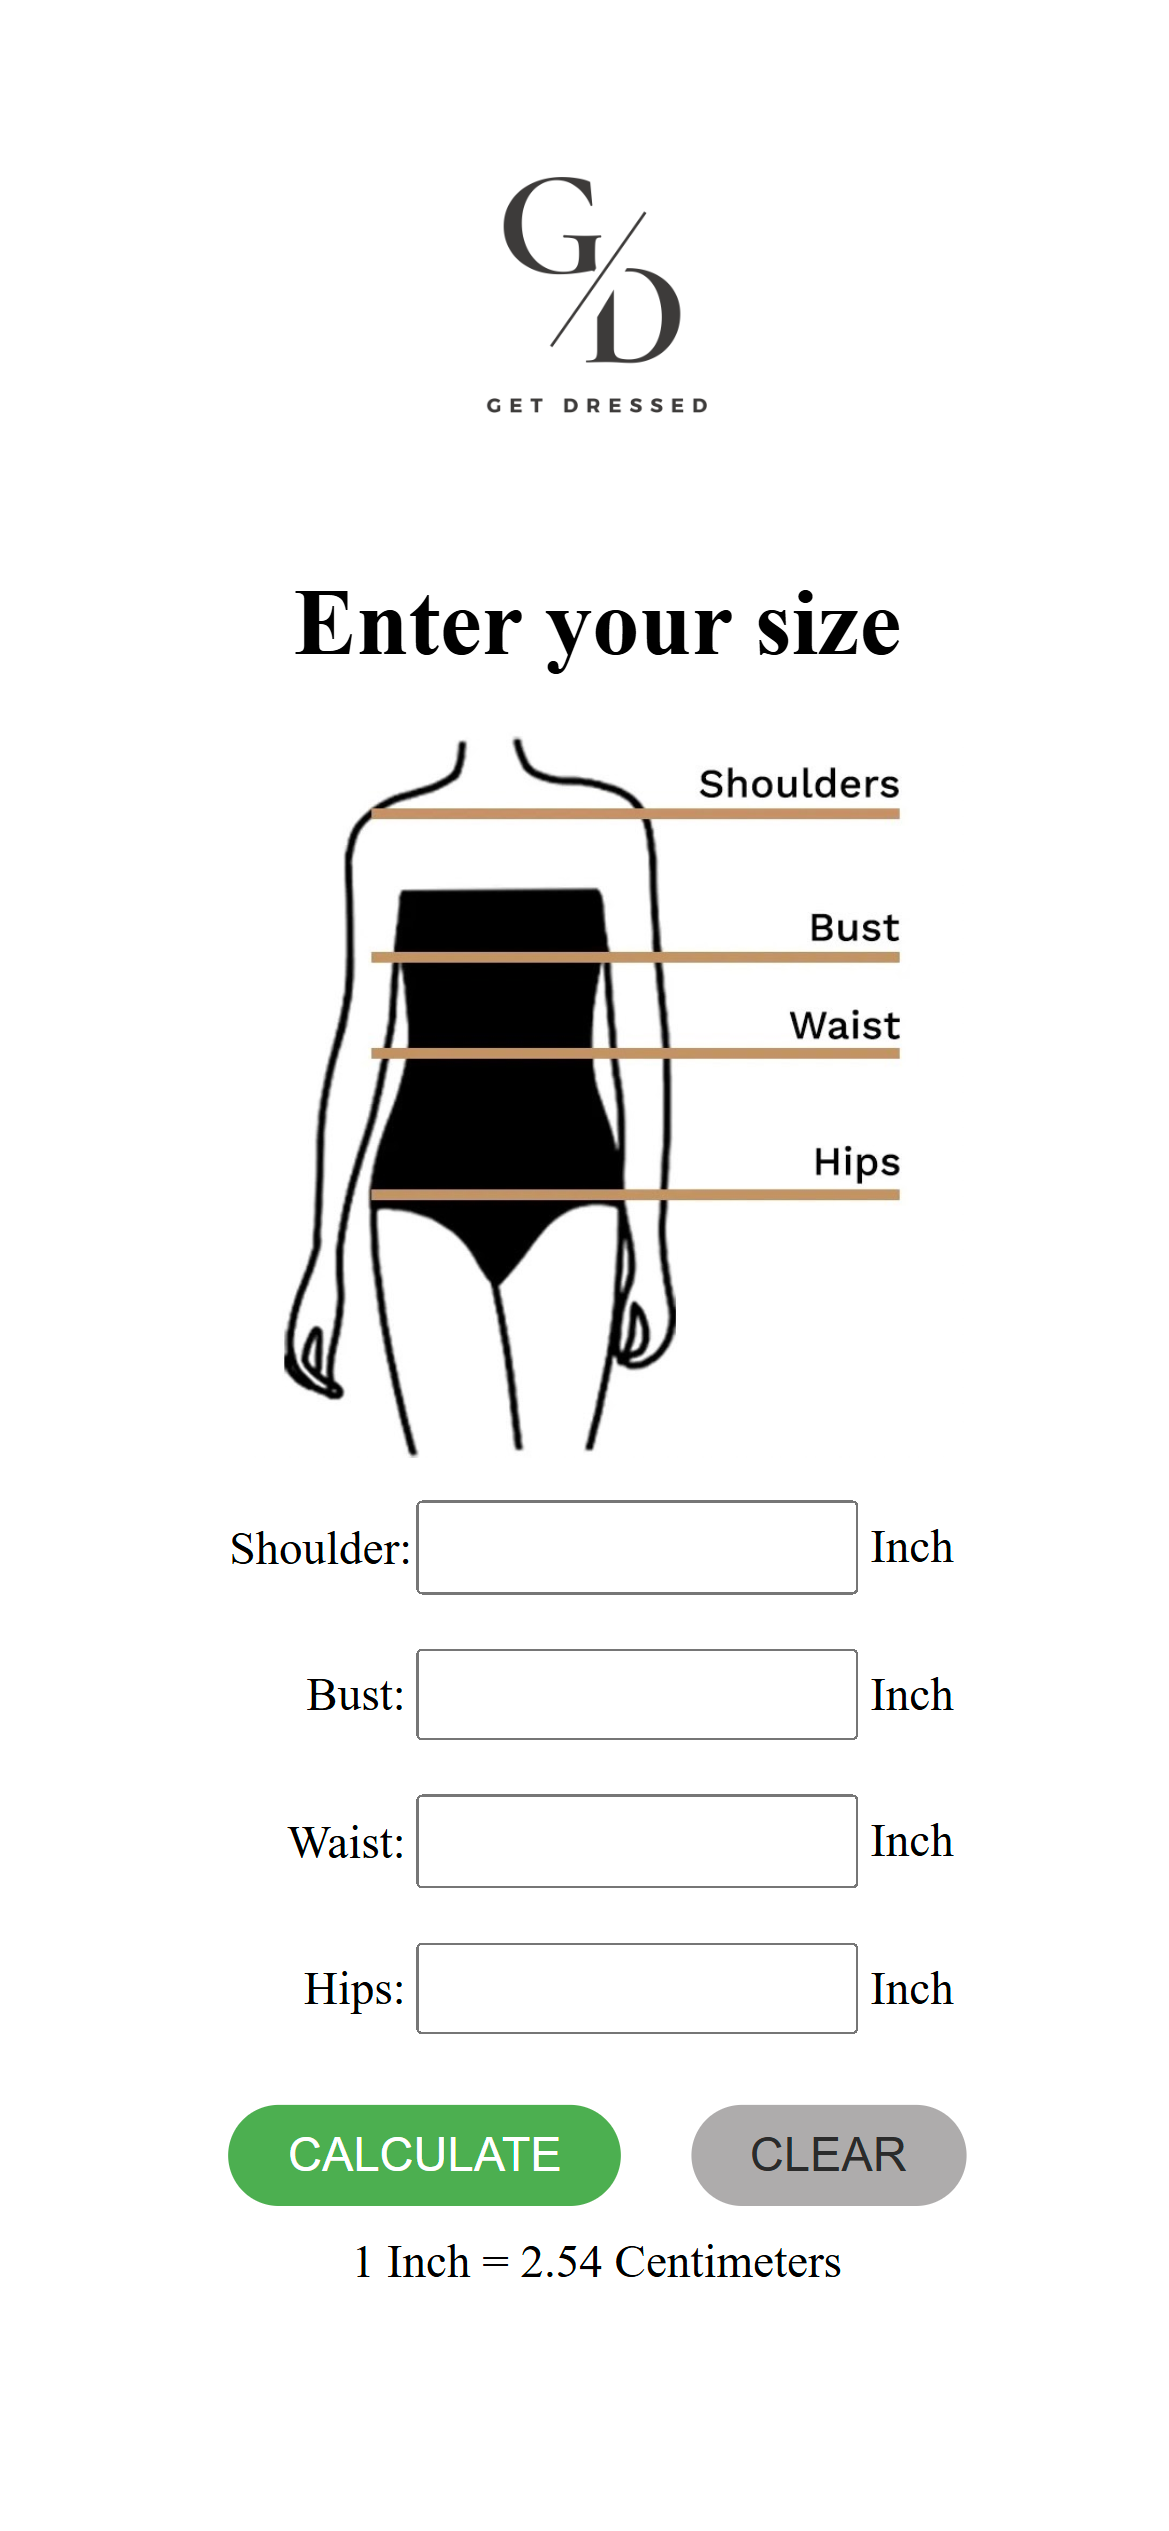 G/D
GET DRESSED
Enter your size
Shoulders
Bust
Waist
Hips
Shoulder: Inch
Bust: Inch
Waist: Inch
Hips: Inch
CALCULATE CLEAR
1 Inch = 2.54 Centimeters